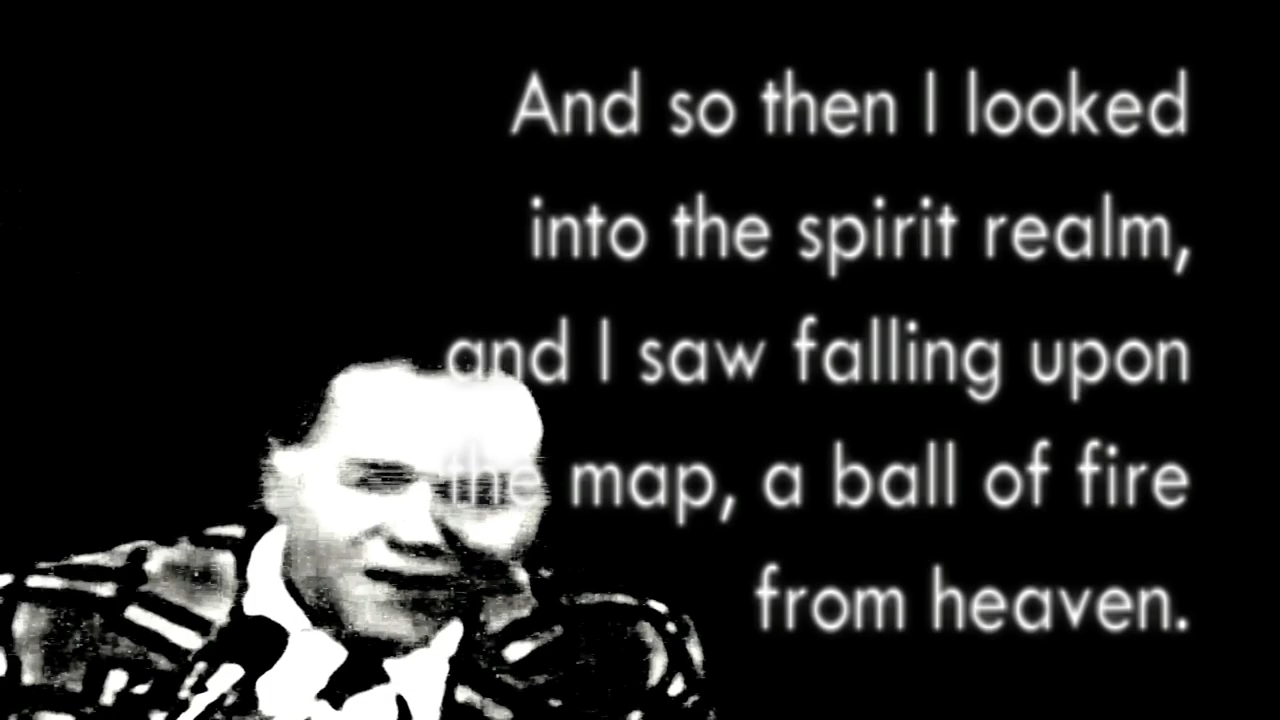 And so then I looked
into the spirit realm,
and I saw falling upon
the map, a ball of fire
from heaven.